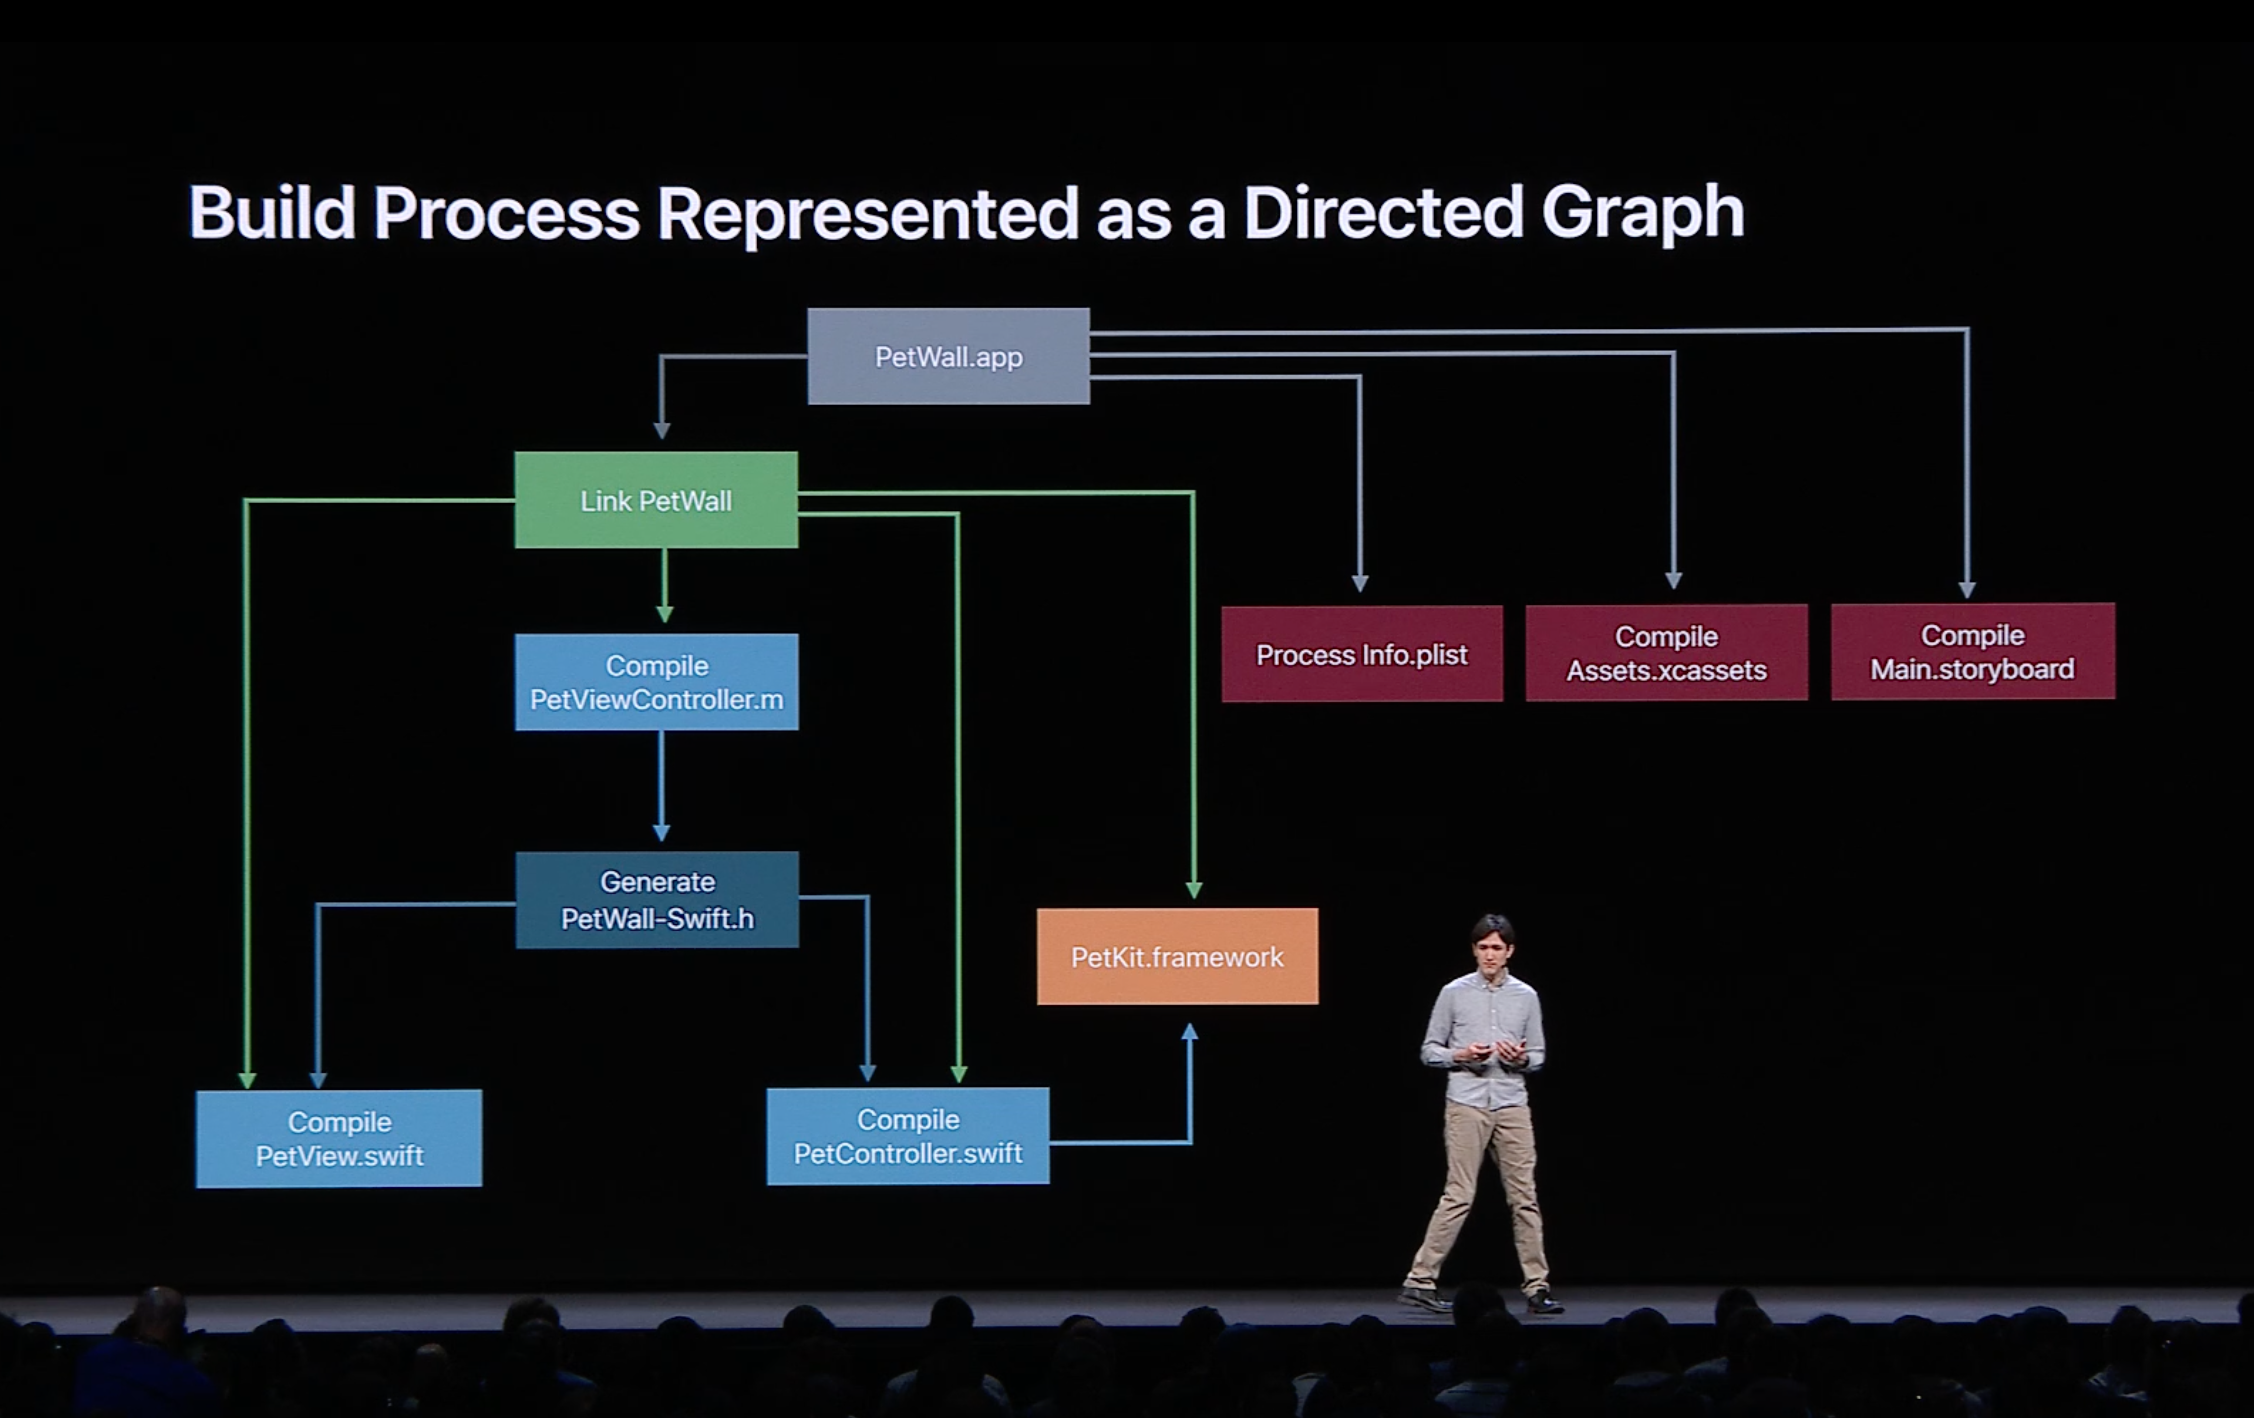 Build Process Represented as a Directed Graph
PetWall.app
Link PetWall
Compile
PetViewController.m
Process Info.plist
Compile
Assets.xcassets
Compile
Main.storyboard
Generate
PetWall-Swift.h
PetKit.framework
Compile
PetView.swift
Compile
PetController.swift